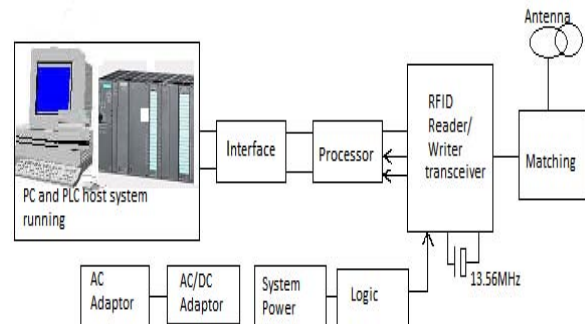 Antenna
RFID
Reader/
Writer
transceiver
Interface
Processor
Matching
PC and PLC host system
running
13.56MHz
AC
Adaptor
AC/DC
Adaptor
System
Power
Logic